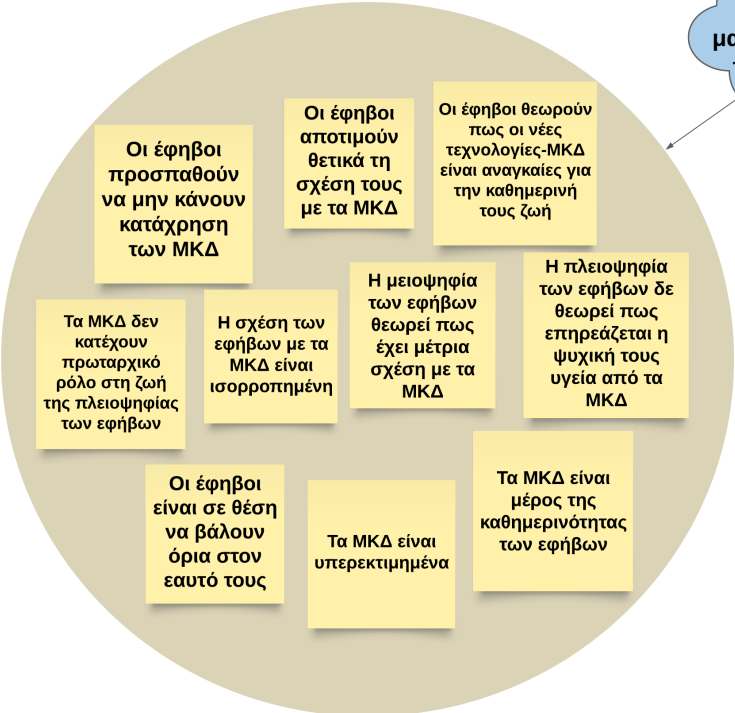 μα
Οι έφηβοι
προσπαθούν
να μην κάνουν
κατάχρηση
των ΜΚΔ
Οι έφηβοι
αποτιμούν
θετικά τη
σχέση τους
με τα ΜΚΔ
Οι έφηβοι θεωρούν
πως οι νέες
τεχνολογίες-ΜΚΔ
είναι αναγκαίες για
την καθημερινή
τους ζωή
Τα ΜΚΔ δεν
κατέχουν
πρωταρχικό
ρόλο στη ζωή
της πλειοψηφίας
των εφήβων
Η σχέση των
εφήβων με τα
ΜΚΔ είναι
ισορροπημένη
Η μειοψηφία
των εφήβων
θεωρεί πως
έχει μέτρια
σχέση με τα
ΜΚΔ
Η πλειοψηφία
των εφήβων δε
θεωρεί πως
επηρεάζεται η
ψυχική τους
υγεία από τα
ΜΚΔ
Οι έφηβοι
είναι σε θέση
να βάλουν
όρια στον
εαυτό τους
Τα ΜΚΔ είναι
υπερεκτιμημένα
Τα ΜΚΔ είναι
μέρος της
καθημερινότητας
των εφήβων